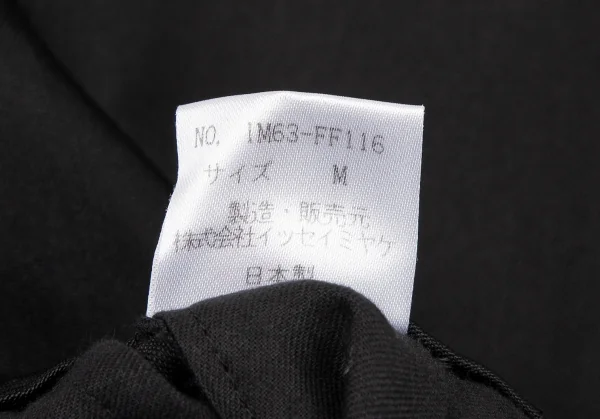 NO. IM63-FF116
サイズ M
製造・販売元
株式会社イッセイミヤケ
日本製